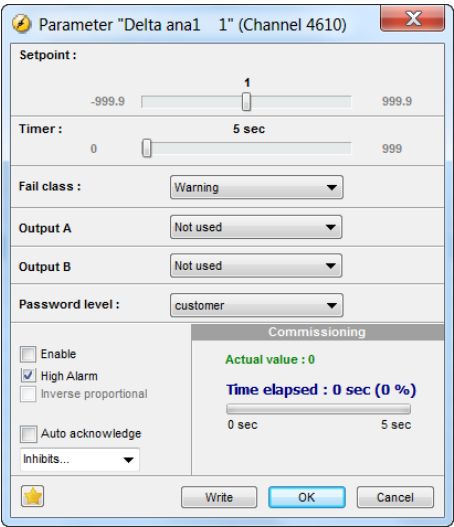 Parameter "Delta ana1    1" (Channel 4610)
Setpoint :
1
-999.9
999.9
Timer :
5 sec
0
999
Fail class :
Warning
Output A
Not used
Output B
Not used
Password level :
customer
Commissioning
Enable
High Alarm
Inverse proportional
Auto acknowledge
Inhibits...
Actual value : 0
Time elapsed : 0 sec (0 %)
0 sec
5 sec
Write
OK
Cancel